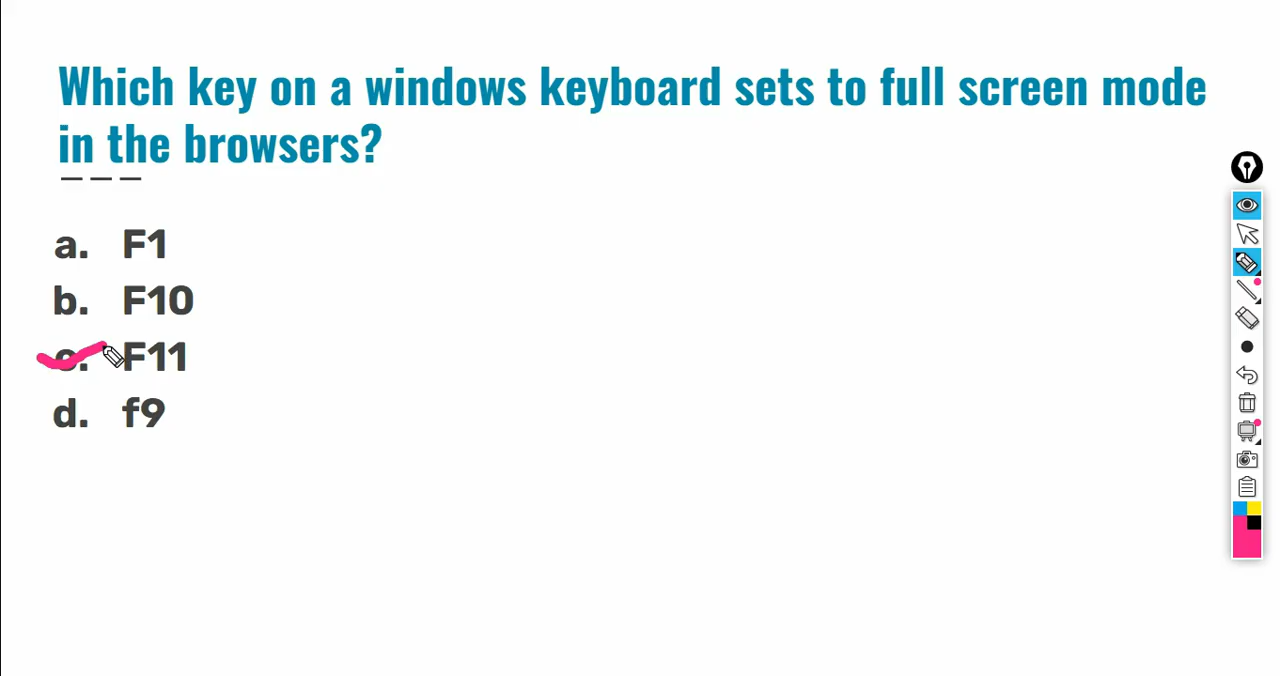 Which key on a windows keyboard sets to full screen mode
in the browsers?
a. F1
b. F10
c. F11
d. f9